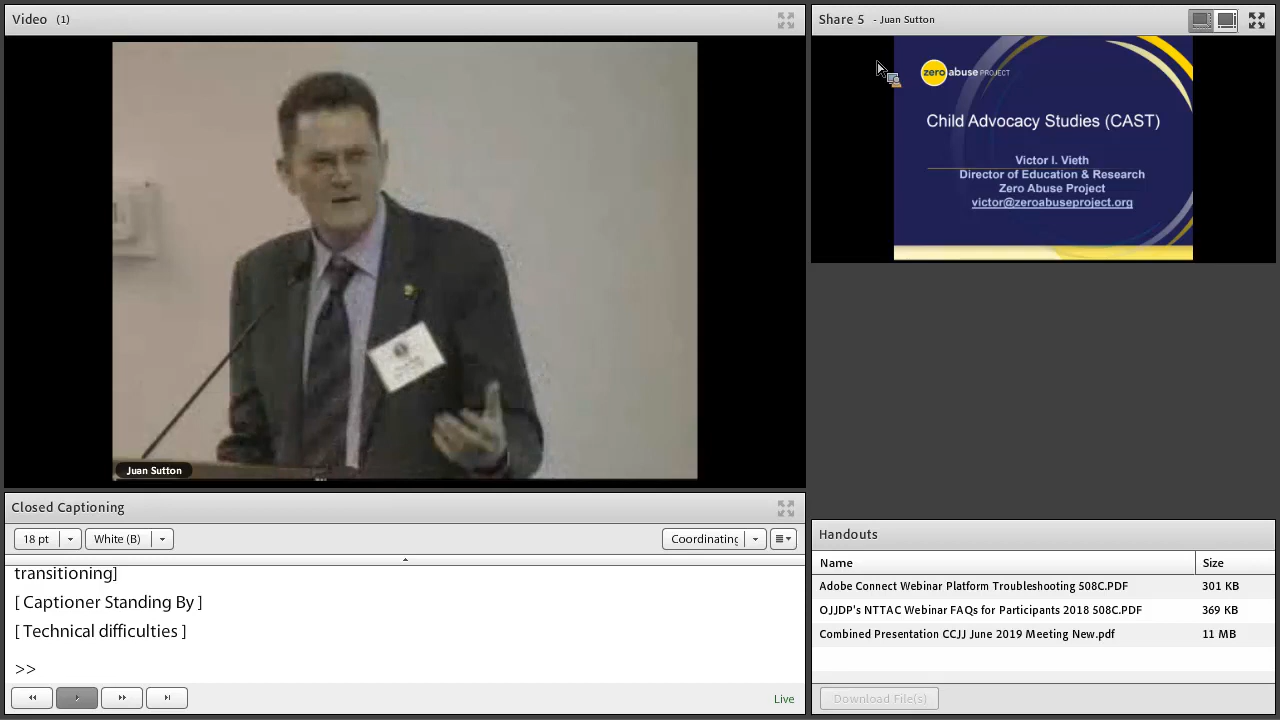 Video (1)
Juan Sutton
Share 5 - Juan Sutton
zero abuse PROJECT
Child Advocacy Studies (CAST)
Victor I. Vieth
Director of Education & Research
Zero Abuse Project
victor@zeroabuseproject.org
Closed Captioning
18 pt
White (B)
Coordinating
transitioning]
[ Captioner Standing By ]
[ Technical difficulties ]
>>
Live
Handouts
Name Size
Adobe Connect Webinar Platform Troubleshooting 508C.PDF 301 KB
OJJDP's NTTAC Webinar FAQs for Participants 2018 508C.PDF 369 KB
Combined Presentation CCJJ June 2019 Meeting New.pdf 11 MB
Download File(s)